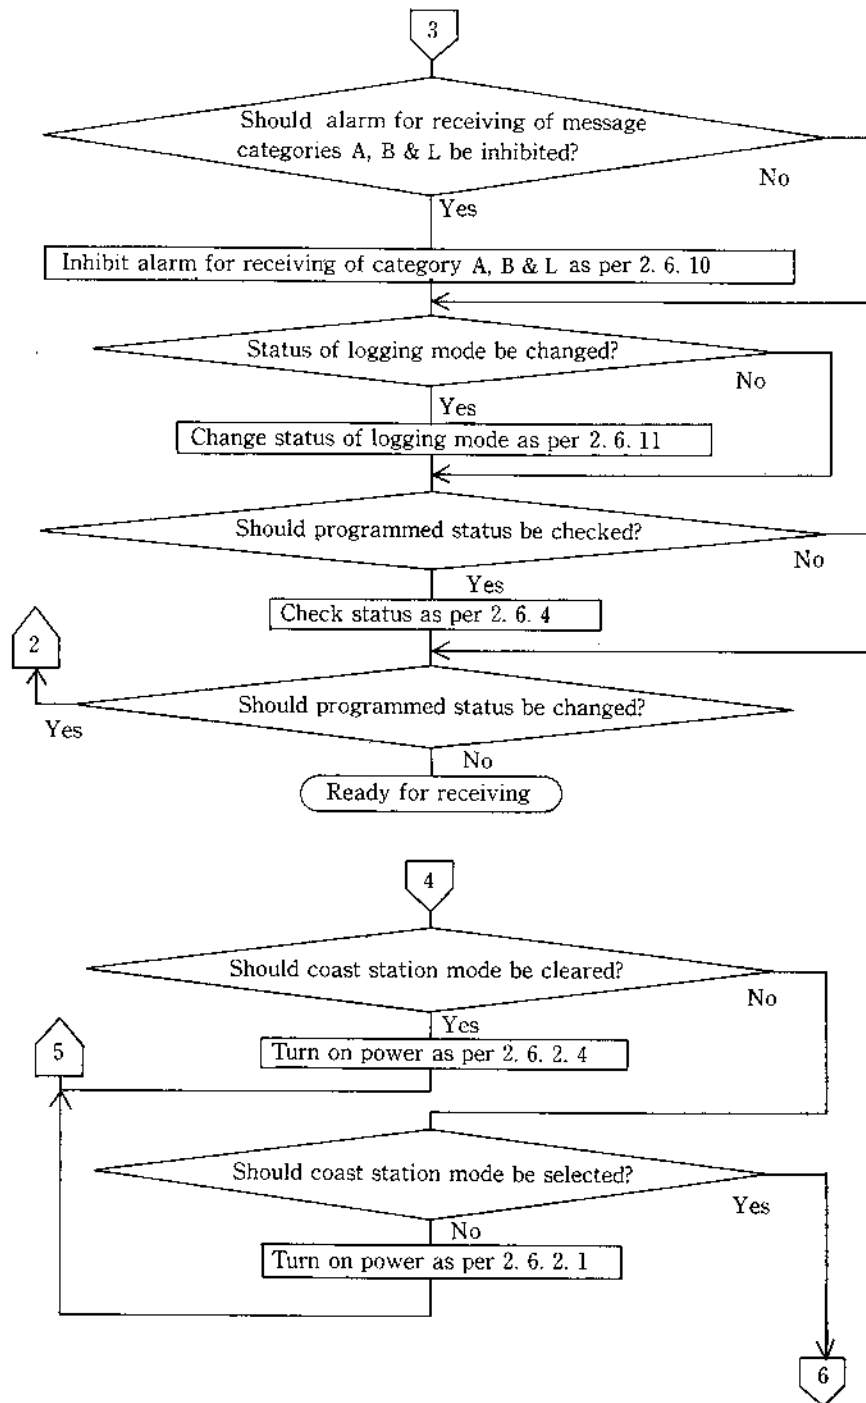 3
Should alarm for receiving of message
categories A, B & L be inhibited?
No
Yes
Inhibit alarm for receiving of category A, B & L as per 2. 6. 10
Status of logging mode be changed?
No
Yes
Change status of logging mode as per 2. 6. 11
Should programmed status be checked?
No
Yes
Check status as per 2. 6. 4
2
Should programmed status be changed?
Yes
No
Ready for receiving
4
Should coast station mode be cleared?
No
Yes
5
Turn on power as per 2. 6. 2. 4
Should coast station mode be selected?
Yes
No
Turn on power as per 2. 6. 2. 1
6